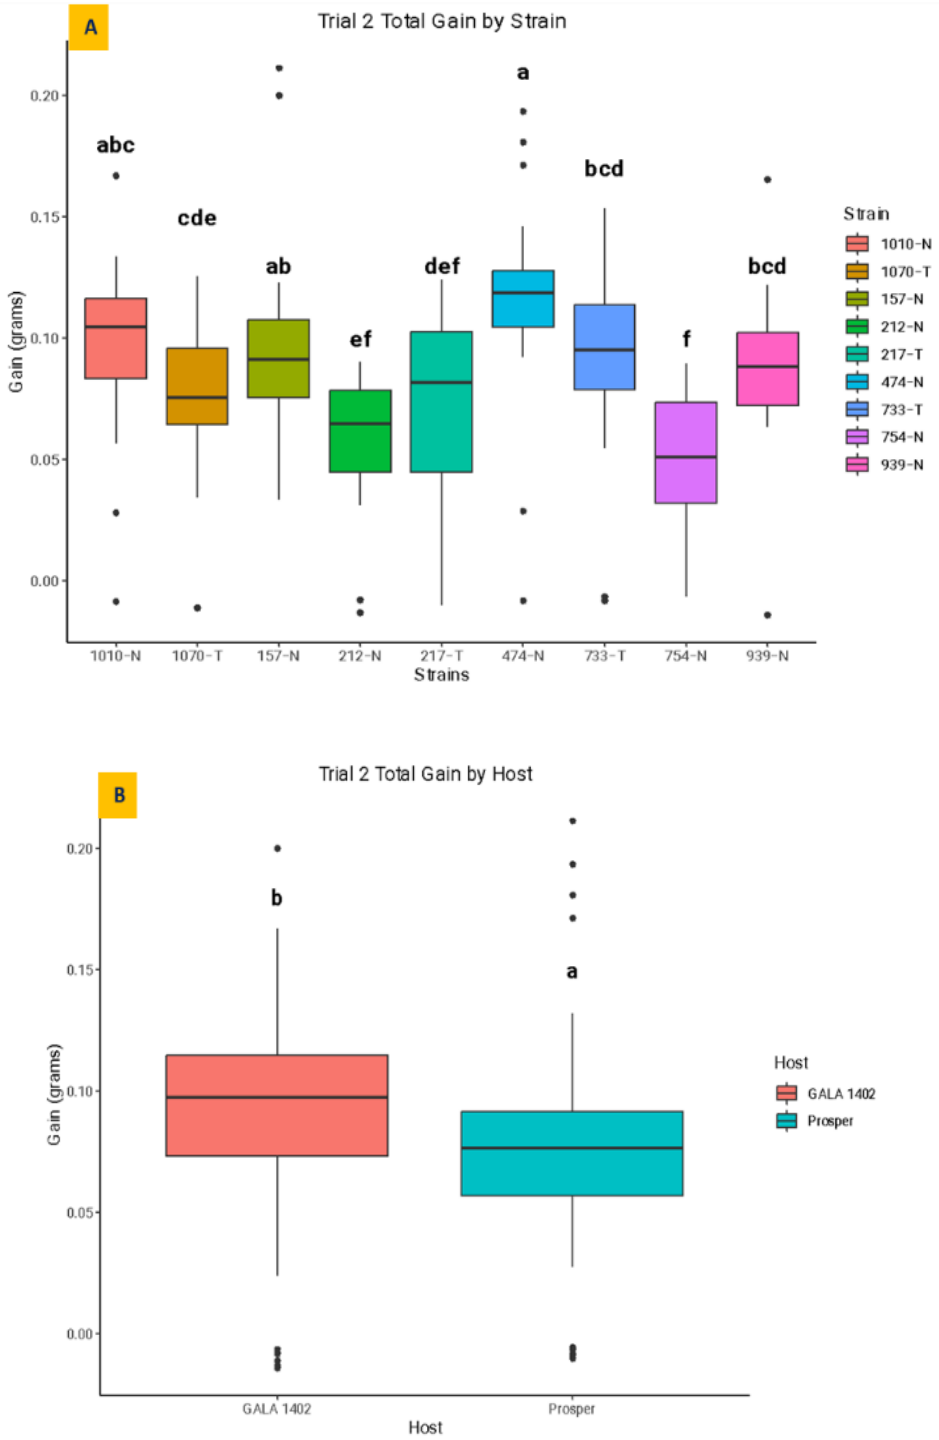 A
Trial 2 Total Gain by Strain
Gain (grams)
0.20
0.15
0.10
0.05
0.00
abc
cde
ab
ef
def
a
bcd
f
bcd
1010-N 1070-T 157-N 212-N 217-T 474-N 733-T 754-N 939-N
Strains
Strain
1010-N
1070-T
157-N
212-N
217-T
474-N
733-T
754-N
939-N
B
Trial 2 Total Gain by Host
Gain (grams)
0.20
0.15
0.10
0.05
0.00
b
a
GALA 1402 Prosper
Host
Host
GALA 1402
Prosper